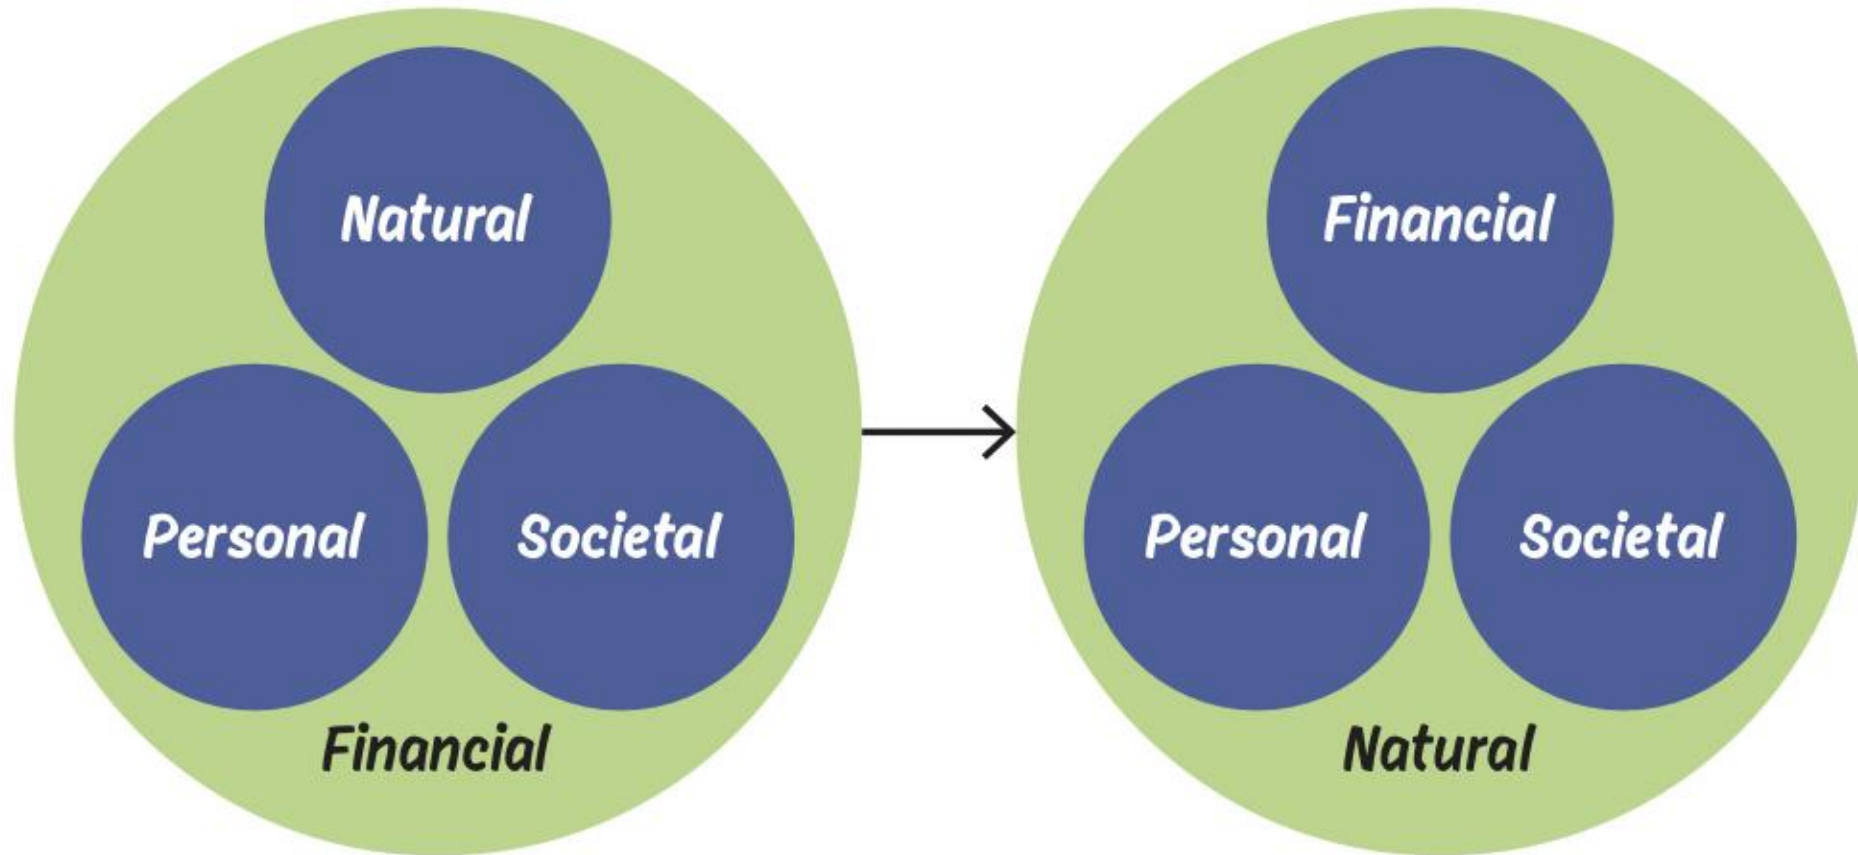 Natural
Personal
Societal
Financial
Financial
Personal
Societal
Natural